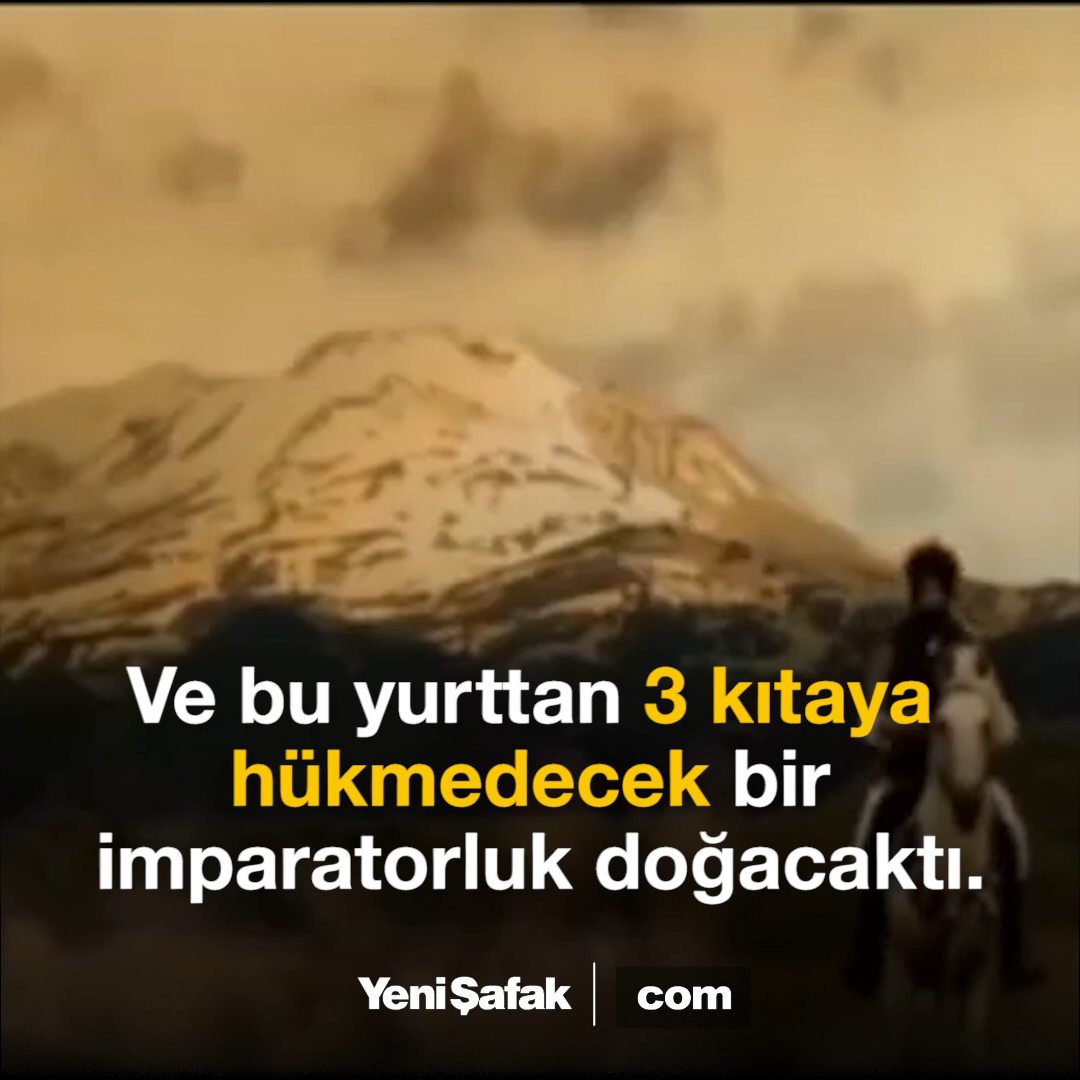 Ve bu yurttan 3 kıtaya
hükmedecek bir
imparatorluk doğacaktı.
YeniŞafak | com